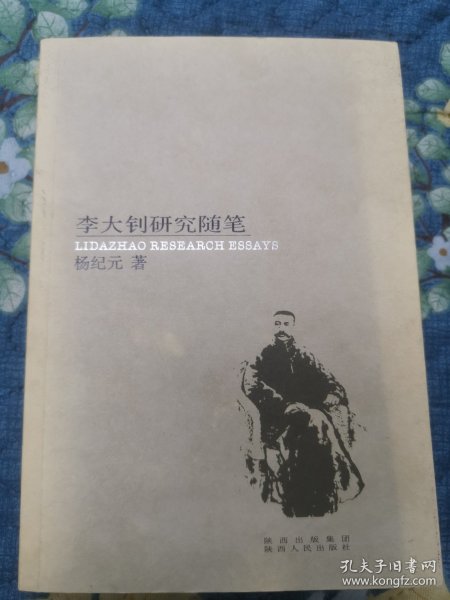 李大钊研究随笔
LIDAZHAO RESEARCH ESSAYS
杨纪元 著
陕西出版集团
陕西人民出版社
孔夫子旧书网
www.kongfz.com